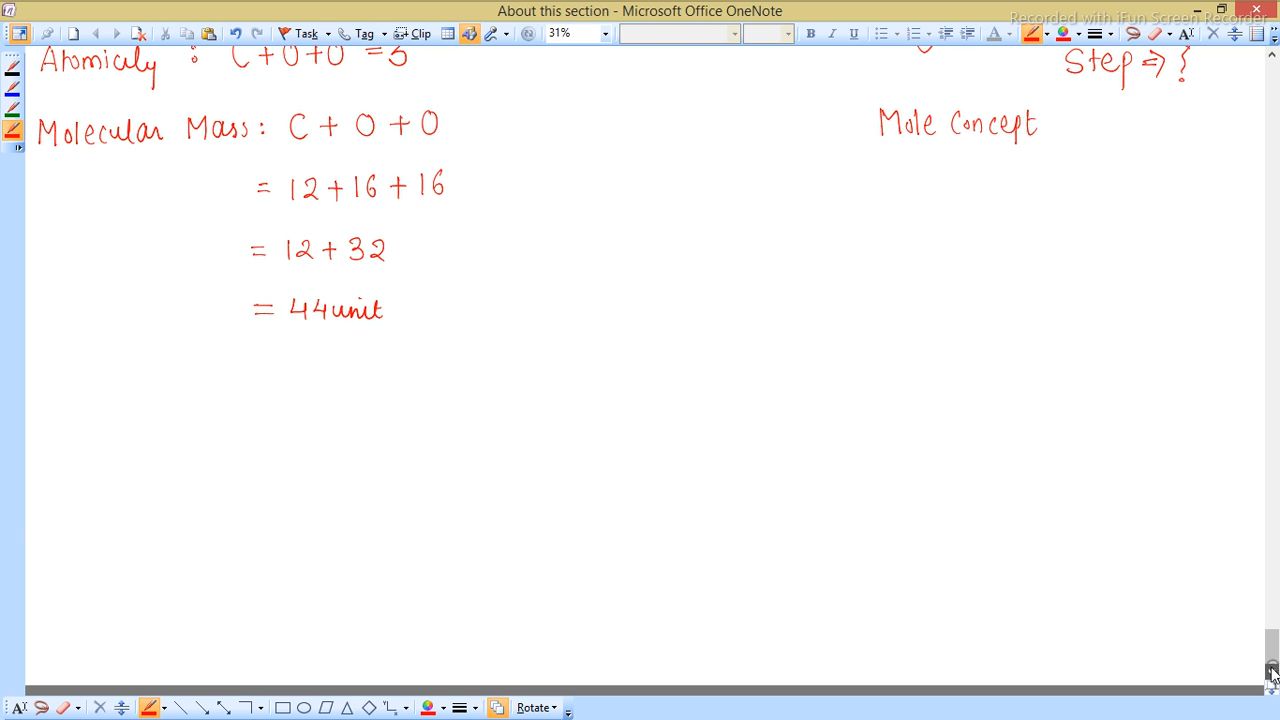 About this section - Microsoft Office OneNote
Recorded with iFun Screen Recorder
Task Tag Clip 31% B I U A
Atomicity : C + O + O = 3
Step ⇒ {
Molecular Mass : C + O + O
Mole Concept
= 12 + 16 + 16
= 12 + 32
= 44 unit
Rotate